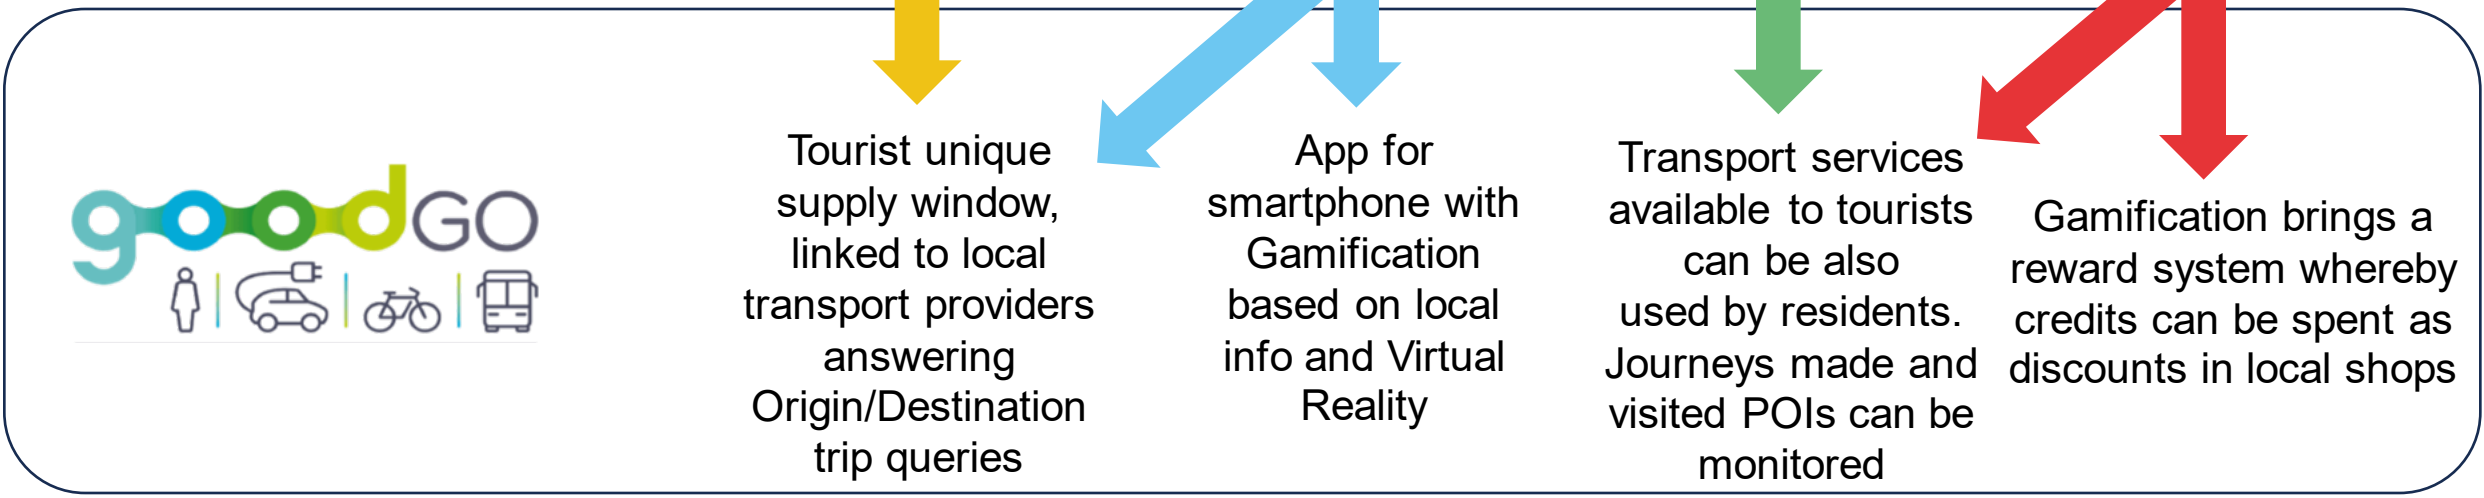 goodGO
Tourist unique
supply window,
linked to local
transport providers
answering
Origin/Destination
trip queries
App for
smartphone with
Gamification
based on local
info and Virtual
Reality
Transport services
available to tourists
can be also
used by residents.
Journeys made and
visited POIs can be
monitored
Gamification brings a
reward system whereby
credits can be spent as
discounts in local shops